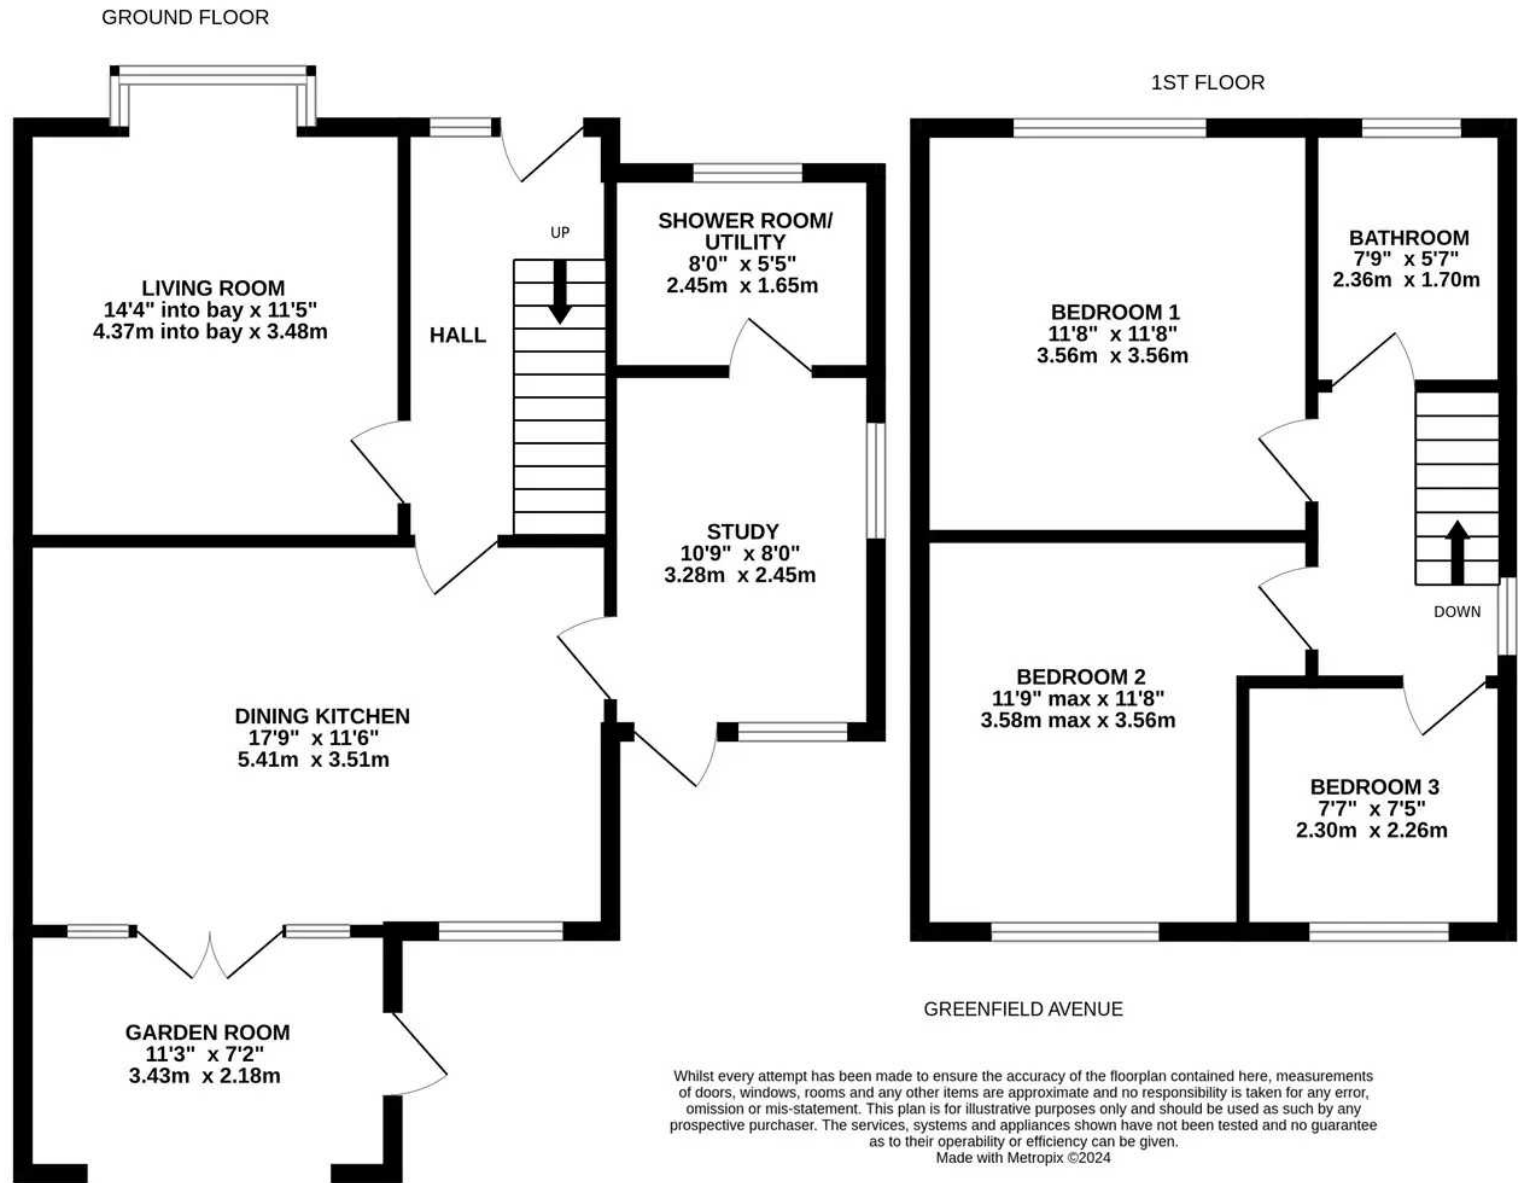 GROUND FLOOR
LIVING ROOM
14'4" into bay x 11'5"
4.37m into bay x 3.48m
HALL
UP
SHOWER ROOM/
UTILITY
8'0" x 5'5"
2.45m x 1.65m
STUDY
10'9" x 8'0"
3.28m x 2.45m
DINING KITCHEN
17'9" x 11'6"
5.41m x 3.51m
GARDEN ROOM
11'3" x 7'2"
3.43m x 2.18m
1ST FLOOR
BEDROOM 1
11'8" x 11'8"
3.56m x 3.56m
BATHROOM
7'9" x 5'7"
2.36m x 1.70m
DOWN
BEDROOM 2
11'9" max x 11'8"
3.58m max x 3.56m
BEDROOM 3
7'7" x 7'5"
2.30m x 2.26m
GREENFIELD AVENUE
Whilst every attempt has been made to ensure the accuracy of the floorplan contained here, measurements
of doors, windows, rooms and any other items are approximate and no responsibility is taken for any error,
omission or mis-statement. This plan is for illustrative purposes only and should be used as such by any
prospective purchaser. The services, systems and appliances shown have not been tested and no guarantee
as to their operability or efficiency can be given.
Made with Metropix ©2024